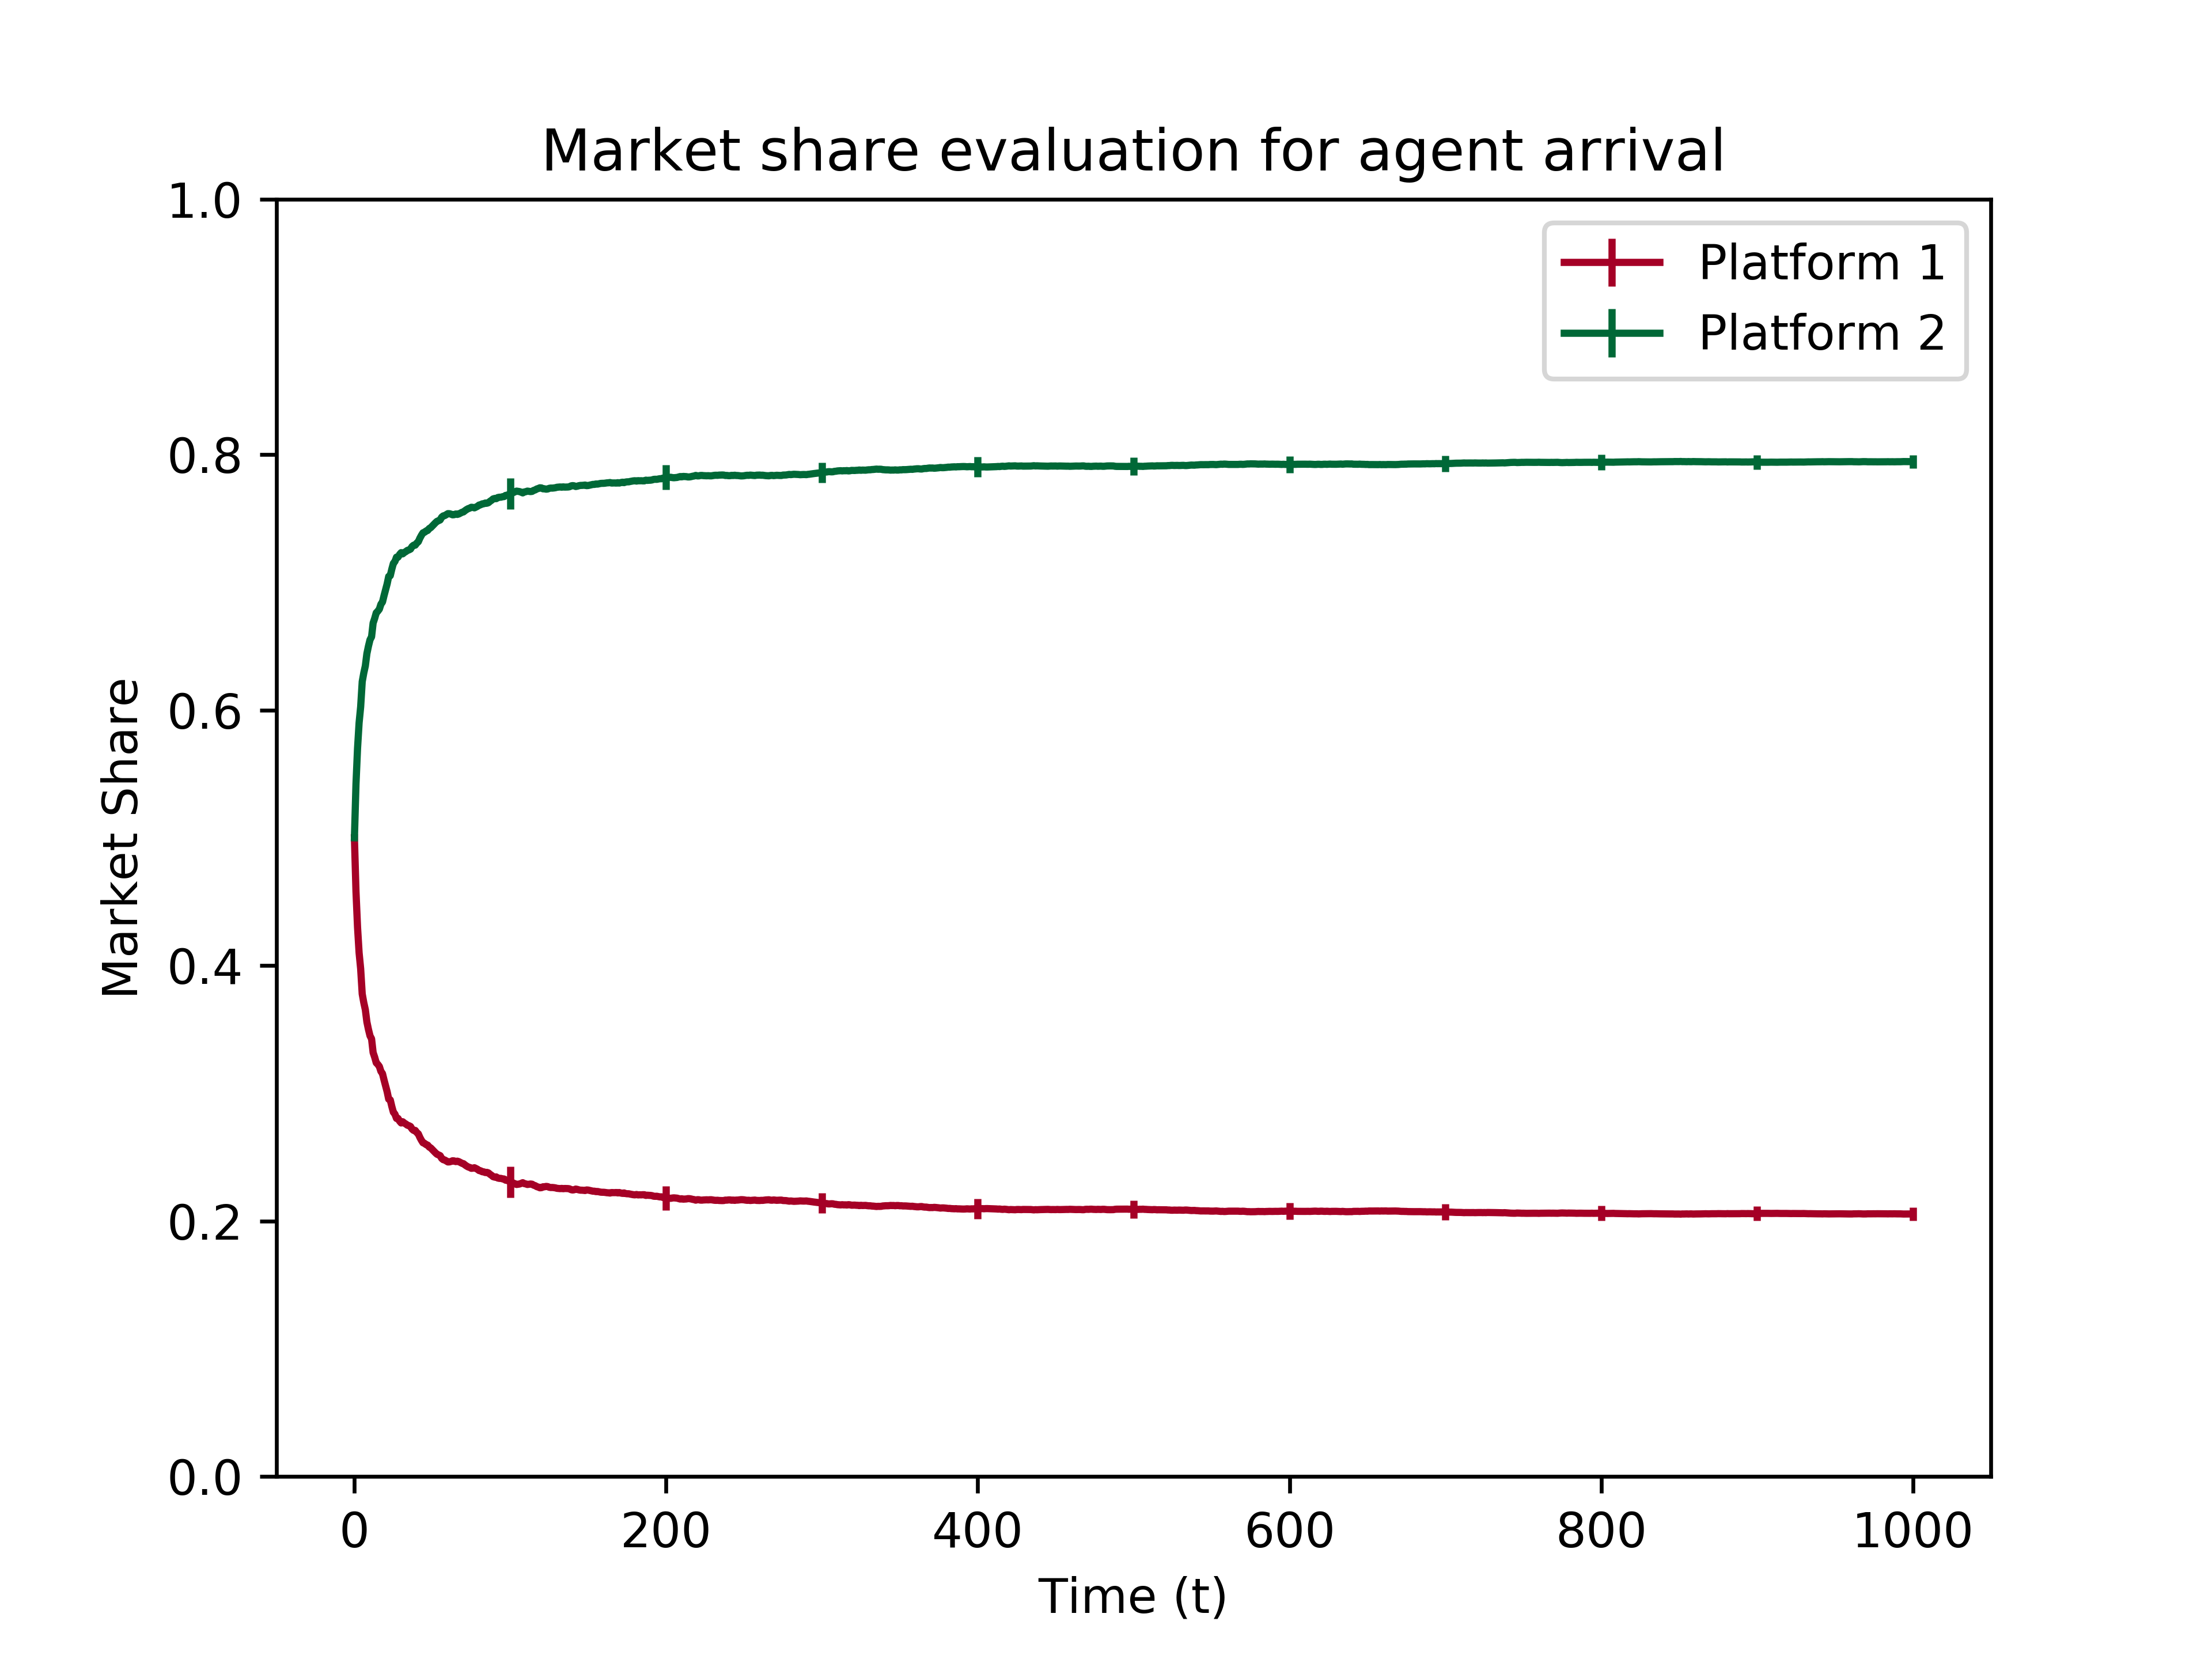 Market share evaluation for agent arrival
1.0
0.8
0.6
0.4
0.2
0.0
Market Share
Platform 1
Platform 2
0 200 400 600 800 1000
Time (t)